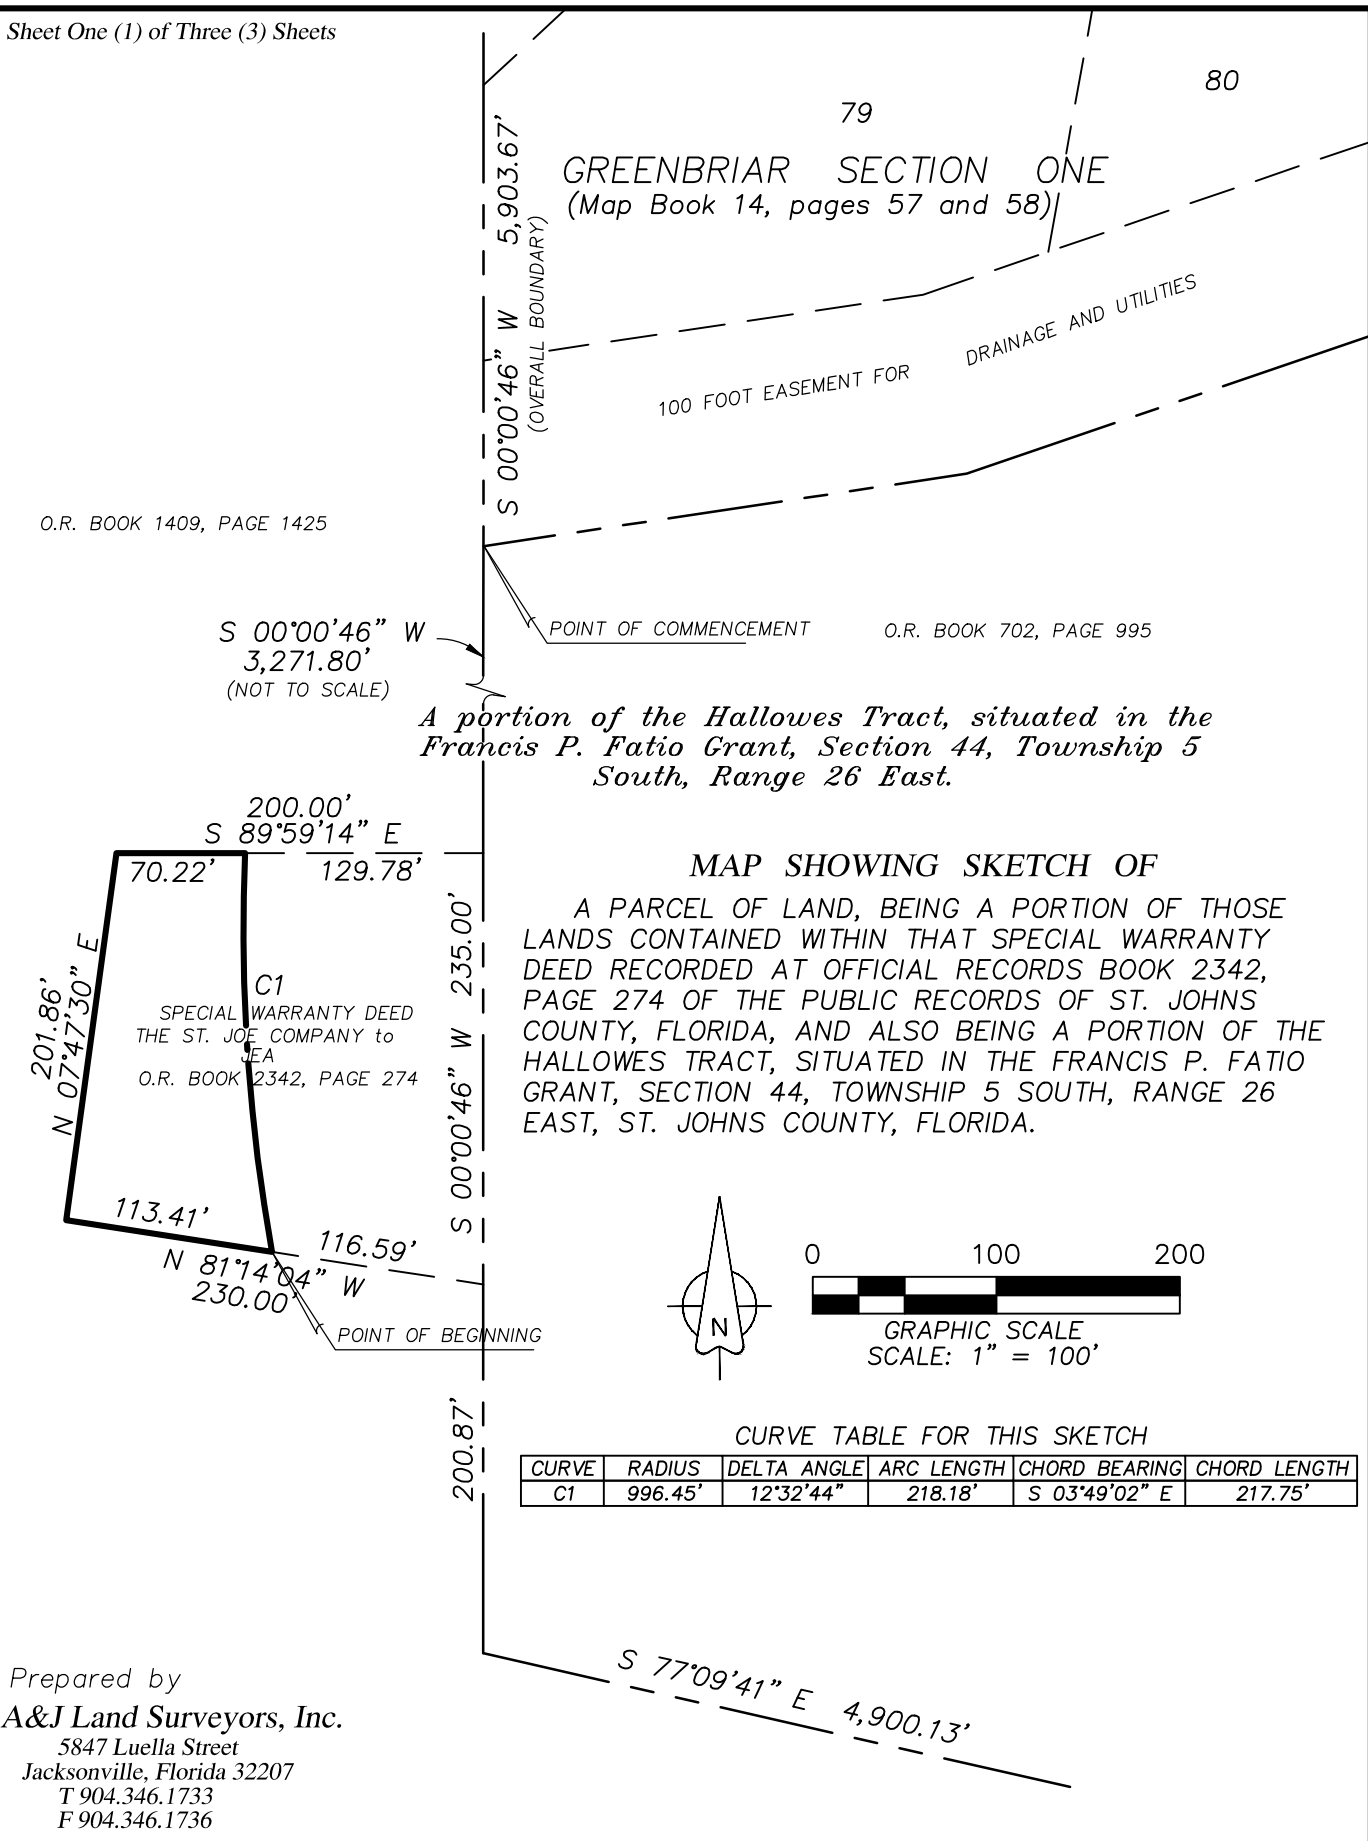 Sheet One (1) of Three (3) Sheets
80
79
GREENBRIAR SECTION ONE
(Map Book 14, pages 57 and 58)
S 00°00'46" W 5,903.67'
(OVERALL BOUNDARY)
100 FOOT EASEMENT FOR DRAINAGE AND UTILITIES
O.R. BOOK 1409, PAGE 1425
POINT OF COMMENCEMENT
O.R. BOOK 702, PAGE 995
S 00°00'46" W
3,271.80'
(NOT TO SCALE)
A portion of the Hallowes Tract, situated in the
Francis P. Fatio Grant, Section 44, Township 5
South, Range 26 East.
200.00'
S 89°59'14" E
70.22'
129.78'
MAP SHOWING SKETCH OF
A PARCEL OF LAND, BEING A PORTION OF THOSE
LANDS CONTAINED WITHIN THAT SPECIAL WARRANTY
DEED RECORDED AT OFFICIAL RECORDS BOOK 2342,
PAGE 274 OF THE PUBLIC RECORDS OF ST. JOHNS
COUNTY, FLORIDA, AND ALSO BEING A PORTION OF THE
HALLOWES TRACT, SITUATED IN THE FRANCIS P. FATIO
GRANT, SECTION 44, TOWNSHIP 5 SOUTH, RANGE 26
EAST, ST. JOHNS COUNTY, FLORIDA.
201.86'
N 07°47'30" E
C1
SPECIAL WARRANTY DEED
THE ST. JOE COMPANY to
JEA
O.R. BOOK 2342, PAGE 274
S 00°00'46" W 235.00'
113.41'
116.59'
N 81°14'04" W
230.00'
POINT OF BEGINNING
N
0 100 200
GRAPHIC SCALE
SCALE: 1" = 100'
200.87'
CURVE TABLE FOR THIS SKETCH
CURVE RADIUS DELTA ANGLE ARC LENGTH CHORD BEARING CHORD LENGTH
C1 996.45' 12°32'44" 218.18' S 03°49'02" E 217.75'
S 77°09'41" E 4,900.13'
Prepared by
A&J Land Surveyors, Inc.
5847 Luella Street
Jacksonville, Florida 32207
T 904.346.1733
F 904.346.1736